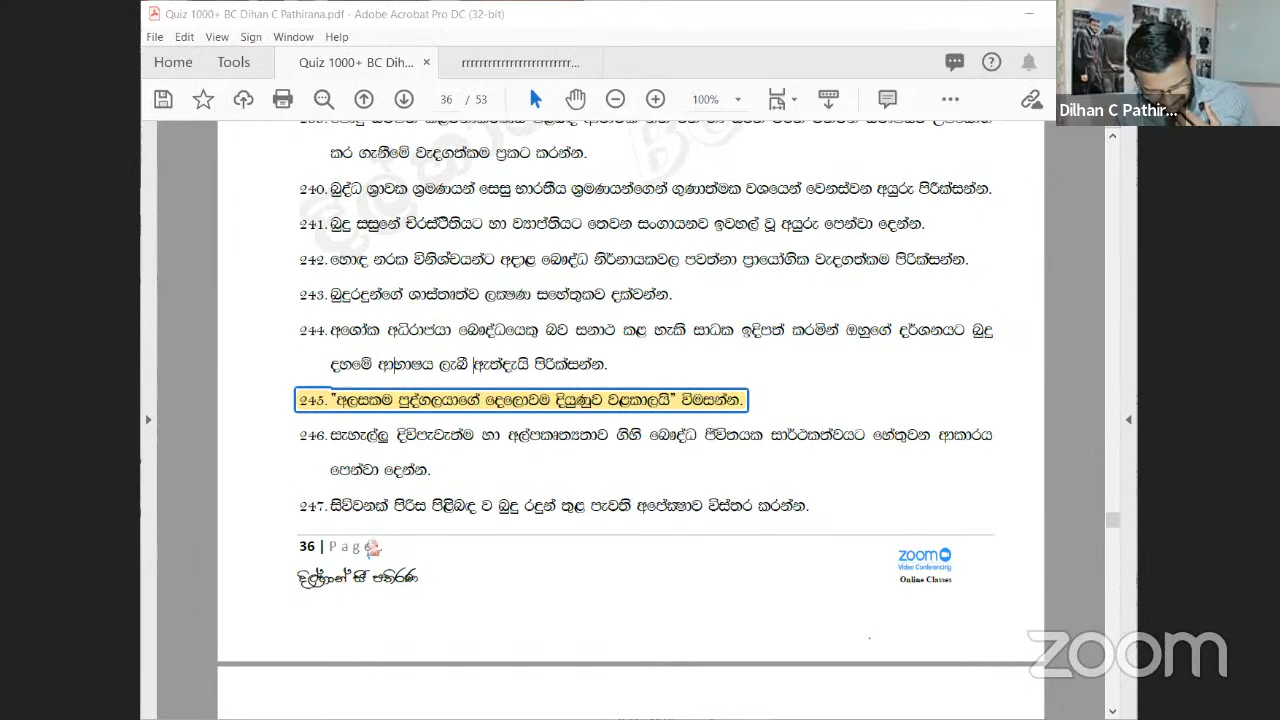 Quiz 1000+ BC Dihan C Pathirana.pdf - Adobe Acrobat Pro DC (32-bit)
File Edit View Sign Window Help
Home Tools Quiz 1000+ BC Dih... × rrrrrrrrrrrrrrrrrrrrrrrr...
36 / 53 100%
Dilhan C Pathir...
කර ගැනීමේ වැදගත්කම ප්‍රකට කරන්න.
240. බුද්ධ ශ්‍රාවක ශ්‍රමණයන් සෙසු භාරතීය ශ්‍රමණයන්ගෙන් ගුණාත්මක වශයෙන් වෙනස්වන අයුරු පිරික්සන්න.
241. බුදු සසුනේ චිරස්ථිතියට හා ව්‍යාප්තියට තෙවන සංගායනාව ඉවහල් වූ අයුරු පෙන්වා දෙන්න.
242. හොඳ නරක විනිශ්චයන්ට අදාළ බෞද්ධ නිර්නායකවල පවත්නා ප්‍රායෝගික වැදගත්කම පිරික්සන්න.
243. බුදුරදුන්ගේ ශාස්තෘත්ව ලක්‍ෂණ සහේතුකව දක්වන්න.
244. අශෝක අධිරාජයා බෞද්ධයෙකු බව සනාථ කළ හැකි සාධක ඉදිපත් කරමින් ඔහුගේ දර්ශනයට බුදු
දහමේ ආභාෂය ලැබී ඇත්දැයි පිරික්සන්න.
245. "අලසකම පුද්ගලයාගේ දෙලොවම දියුණුව වළකාලයි" විමසන්න.
246. සැහැල්ලු දිවිපැවැත්ම හා අල්පකෘත්‍යතාව ගිහි බෞද්ධ ජීවිතයක සාර්ථකත්වයට හේතුවන ආකාරය
පෙන්වා දෙන්න.
247. සිව්වනක් පිරිස පිළිබඳ ව බුදු රදුන් තුළ පැවති අපේක්‍ෂාව විස්තර කරන්න.
36 | Page
දිල්හාන් සී පතිරණ
zoom
Video Conferencing
Online Classes
zoom